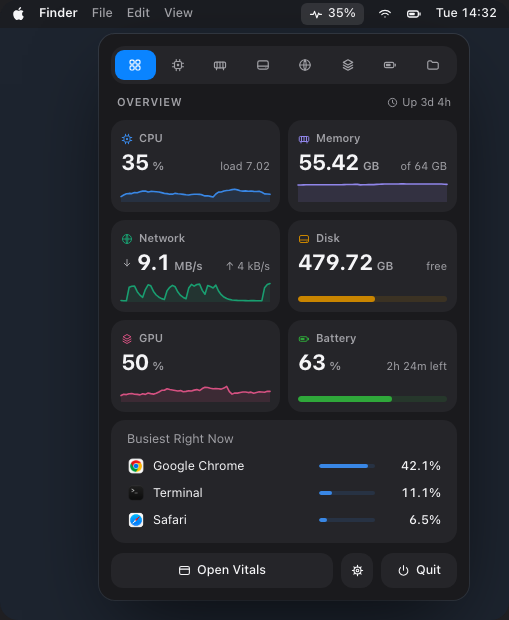 Finder File Edit View 35% Tue 14:32
OVERVIEW Up 3d 4h
CPU
35 % load 7.02
Memory
55.42 GB of 64 GB
Network
↓ 9.1 MB/s ↑ 4 kB/s
Disk
479.72 GB free
GPU
50 %
Battery
63 % 2h 24m left
Busiest Right Now
Google Chrome 42.1%
Terminal 11.1%
Safari 6.5%
Open Vitals Quit